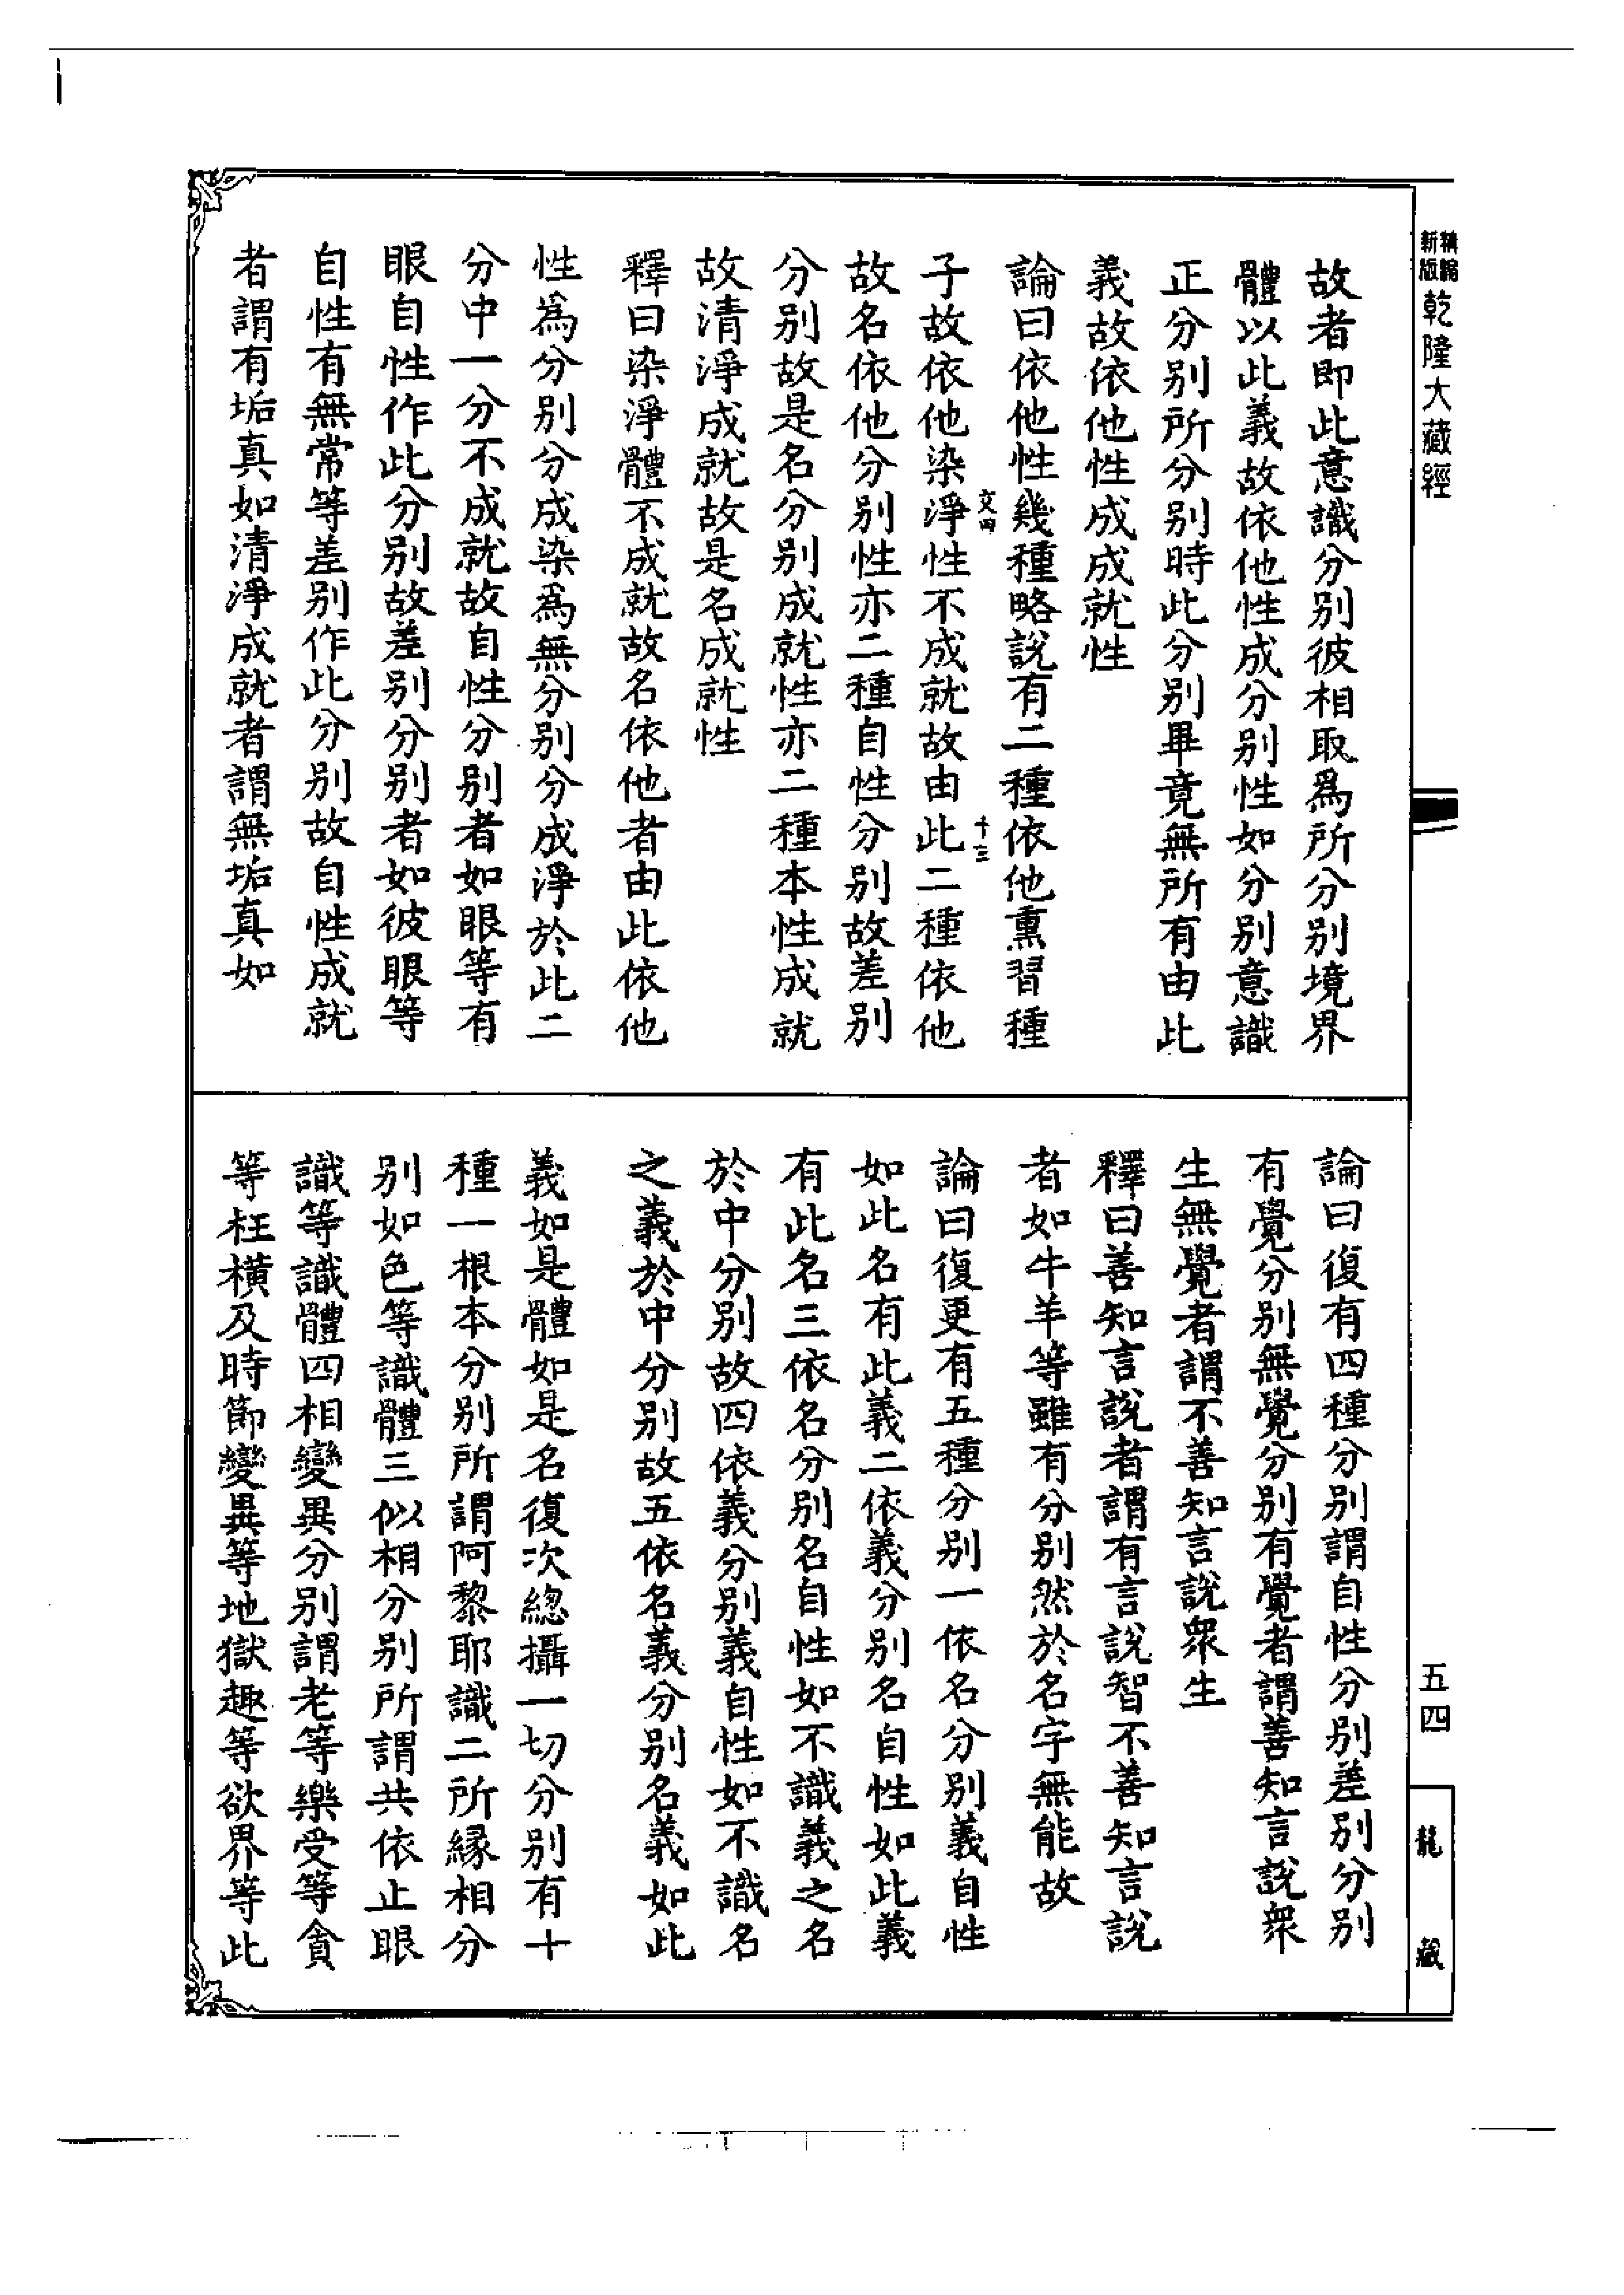 精編
新版
乾隆大藏經
故者即此意識分別彼相取爲所分別境界
體以此義故依他性成分別性如分別意識
正分別所分別時此分別畢竟無所有由此
義故依他性成成就性
論曰依他性幾種略說有二種依他熏習種
文四
十三
子故依他染淨性不成就故由此二種依他
故名依他分別性亦二種自性分別故差別
分別故是名分別成就性亦二種本性成就
故清淨成就故是名成就性
釋曰染淨體不成就故名依他者由此依他
性爲分別分成染爲無分別分成淨於此二
分中一分不成就故自性分別者如眼等有
眼自性作此分別故差別分別者如彼眼等
自性有無常等差別作此分別故自性成就
者謂有垢真如清淨成就者謂無垢真如
論曰復有四種分別謂自性分別差別分別
有覺分別無覺分別有覺者謂善知言說衆
生無覺者謂不善知言說衆生
釋曰善知言說者謂有言說智不善知言說
者如牛羊等雖有分別然於名字無能故
論曰復更有五種分別一依名分別義自性
如此名有此義二依義分別名自性如此義
有此名三依名分別名自性如不識義之名
於中分別故四依義分別義自性如不識名
之義於中分別故五依名義分別名義如此
義如是體如是名復次總攝一切分別有十
種一根本分別所謂阿黎耶識二所緣相分
別如色等識體三似相分別所謂共依止眼
識等識體四相變異分別謂老等樂受等貪
等枉橫及時節變異等地獄趣等欲界等此
五四
龍藏